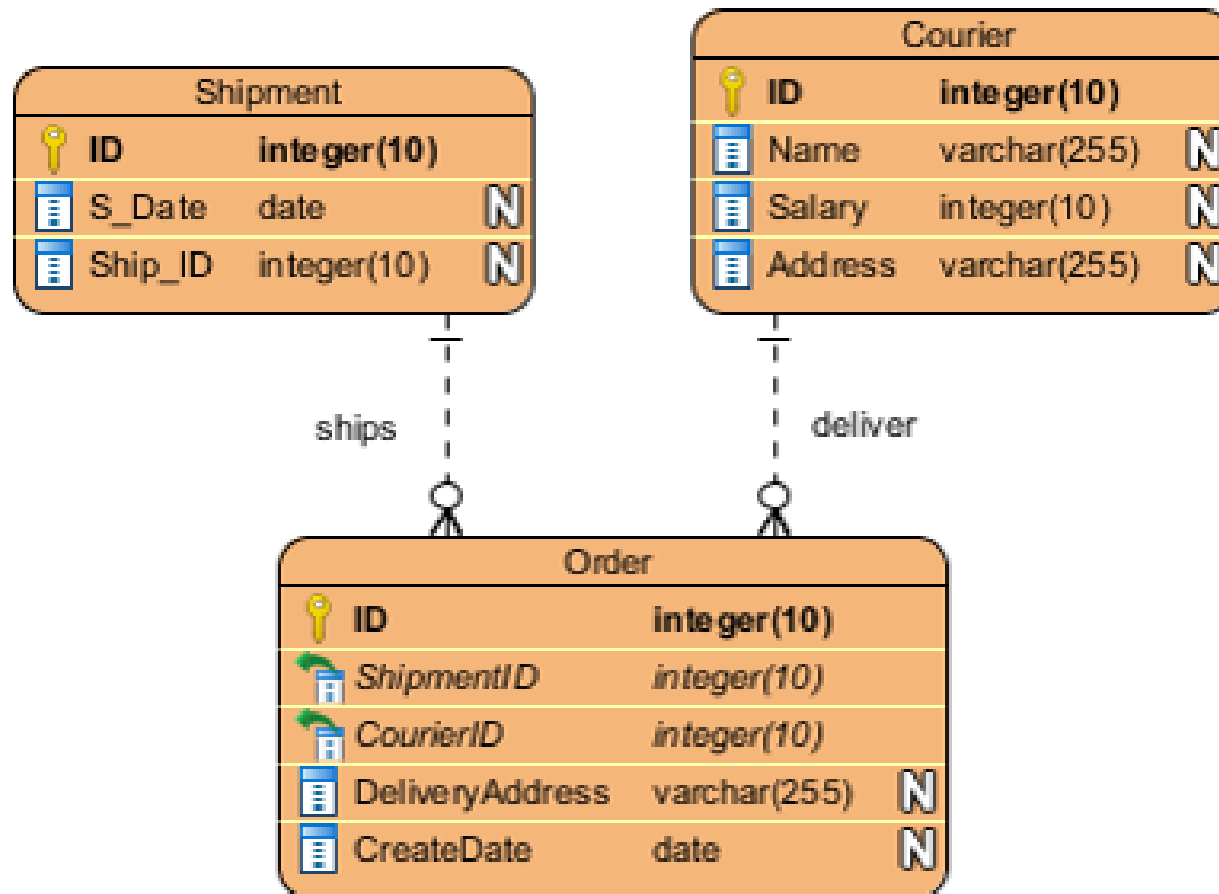 Shipment
ID integer(10)
S_Date date N
Ship_ID integer(10) N
Courier
ID integer(10)
Name varchar(255) N
Salary integer(10) N
Address varchar(255) N
ships
deliver
Order
ID integer(10)
ShipmentID integer(10)
CourierID integer(10)
DeliveryAddress varchar(255) N
CreateDate date N